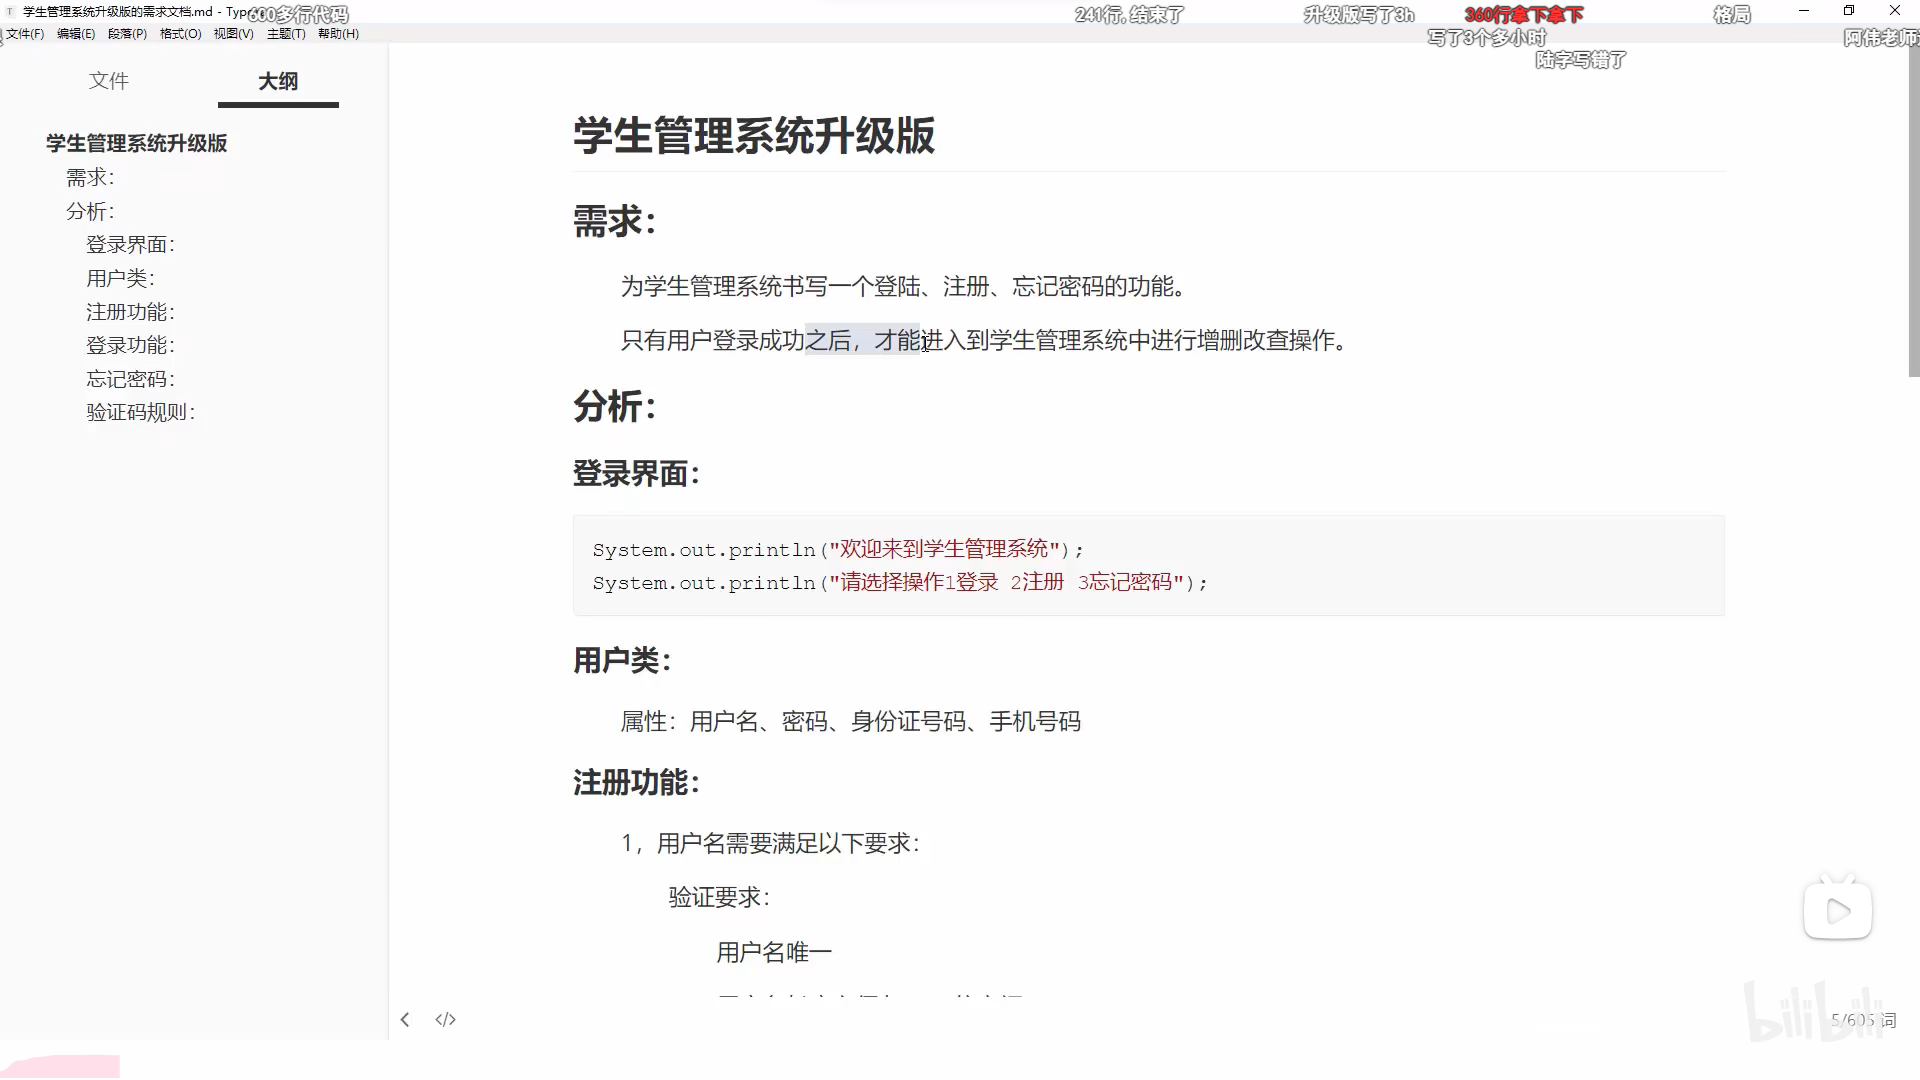 学生管理系统升级版的需求文档.md - Typo
600多行代码
241行, 结束了
升级版写了3h
360行拿下拿下
格局
文件(F) 编辑(E) 段落(P) 格式(O) 视图(V) 主题(T) 帮助(H)
写了3个多小时
阿伟老师
陆字写错了
文件
大纲
学生管理系统升级版
需求：
分析：
登录界面：
用户类：
注册功能：
登录功能：
忘记密码：
验证码规则：
学生管理系统升级版
需求：
为学生管理系统书写一个登陆、注册、忘记密码的功能。
只有用户登录成功之后，才能进入到学生管理系统中进行增删改查操作。
分析：
登录界面：
System.out.println("欢迎来到学生管理系统");
System.out.println("请选择操作1登录 2注册 3忘记密码");
用户类：
属性：用户名、密码、身份证号码、手机号码
注册功能：
1，用户名需要满足以下要求：
验证要求：
用户名唯一
</>
bilibili
5/605 词